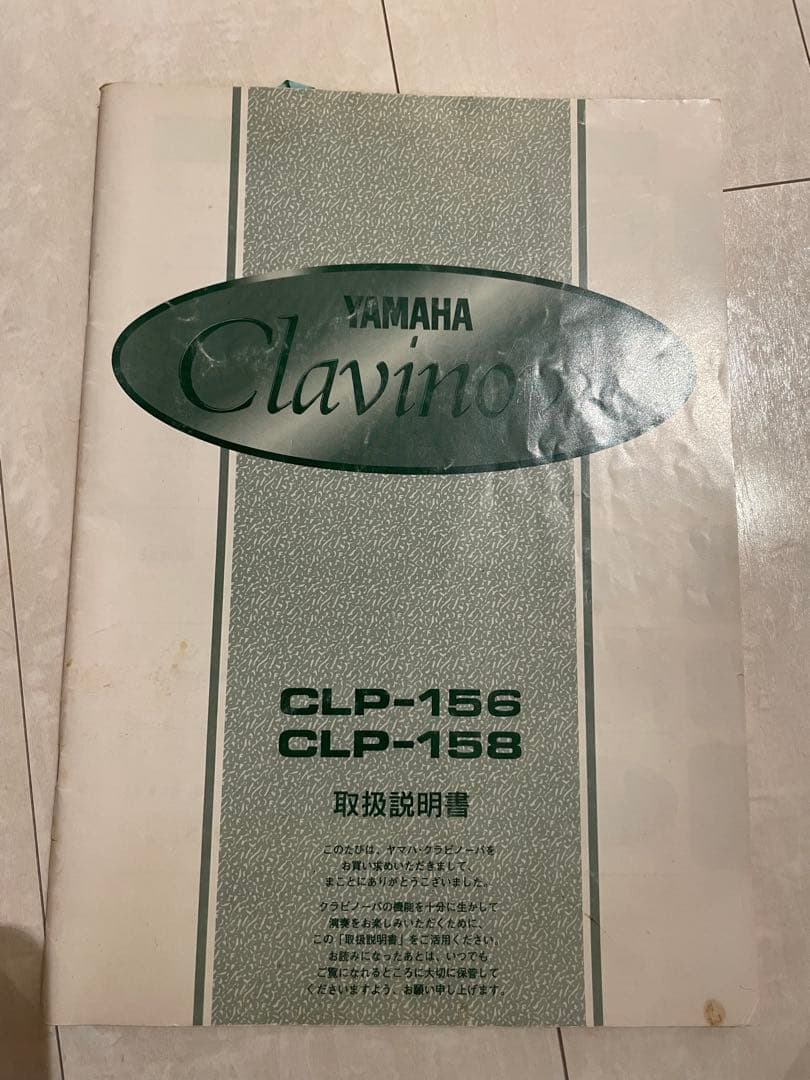 YAMAHA
Clavinova
CLP-156
CLP-158
取扱説明書
このたびは、ヤマハ・クラビノーバを
お買い求めいただきまして、
まことにありがとうございました。
クラビノーバの機能を十分に生かして
演奏をお楽しみいただくために、
この「取扱説明書」をご活用ください。
お読みになったあとは、いつでも
ご覧になれるところに大切に保管して
くださいますよう、お願い申し上げます。